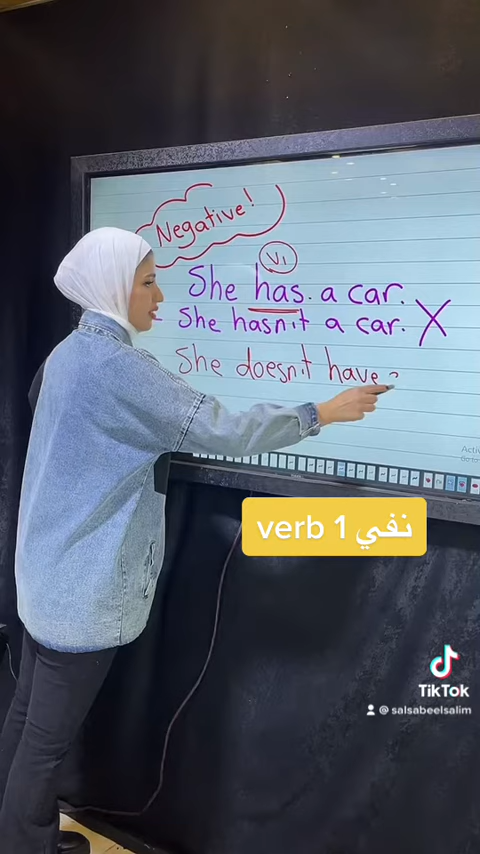 Negative!
V1
She has. a car.
She hasn't a car. X
She doesn't have a
نفي verb 1
TikTok
@ salsabeelsalim